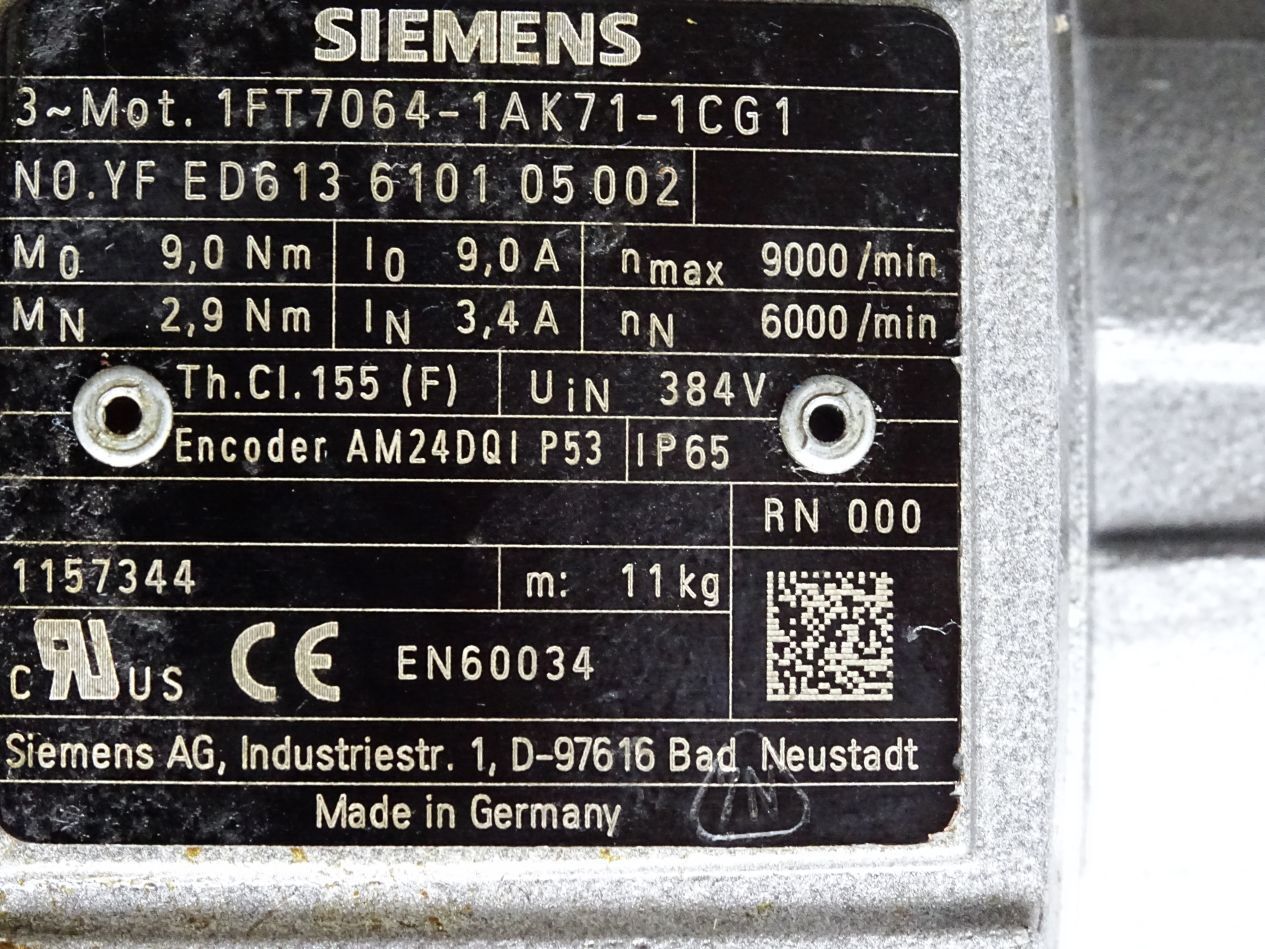 SIEMENS
3~Mot. 1FT7064-1AK71-1CG1
NO.YF ED613 6101 05 002
M0 9,0 Nm I0 9,0 A nmax 9000/min
MN 2,9 Nm IN 3,4 A nN 6000/min
Th.Cl.155 (F) UiN 384V
Encoder AM24DQI P53 IP65
RN 000
1157344 m: 11kg
C RU US CE EN60034
Siemens AG, Industriestr. 1, D-97616 Bad Neustadt
Made in Germany